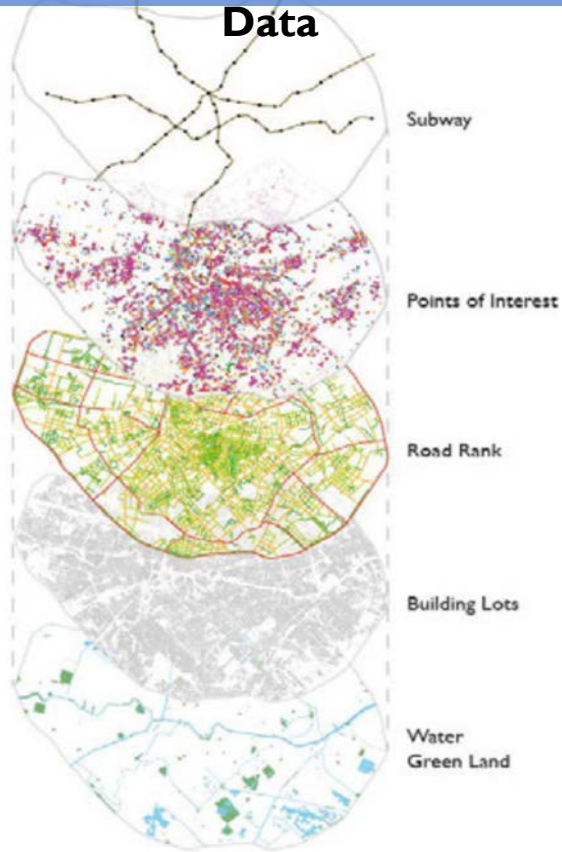 Data
Subway
Points of Interest
Road Rank
Building Lots
Water
Green Land